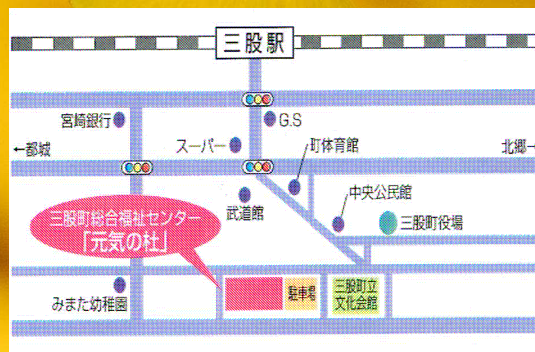 三股駅
宮崎銀行
G.S
←都城
スーパー
町体育館
北郷→
武道館
中央公民館
三股町役場
三股町総合福祉センター
「元気の杜」
みまた幼稚園
駐車場
三股町立
文化会館